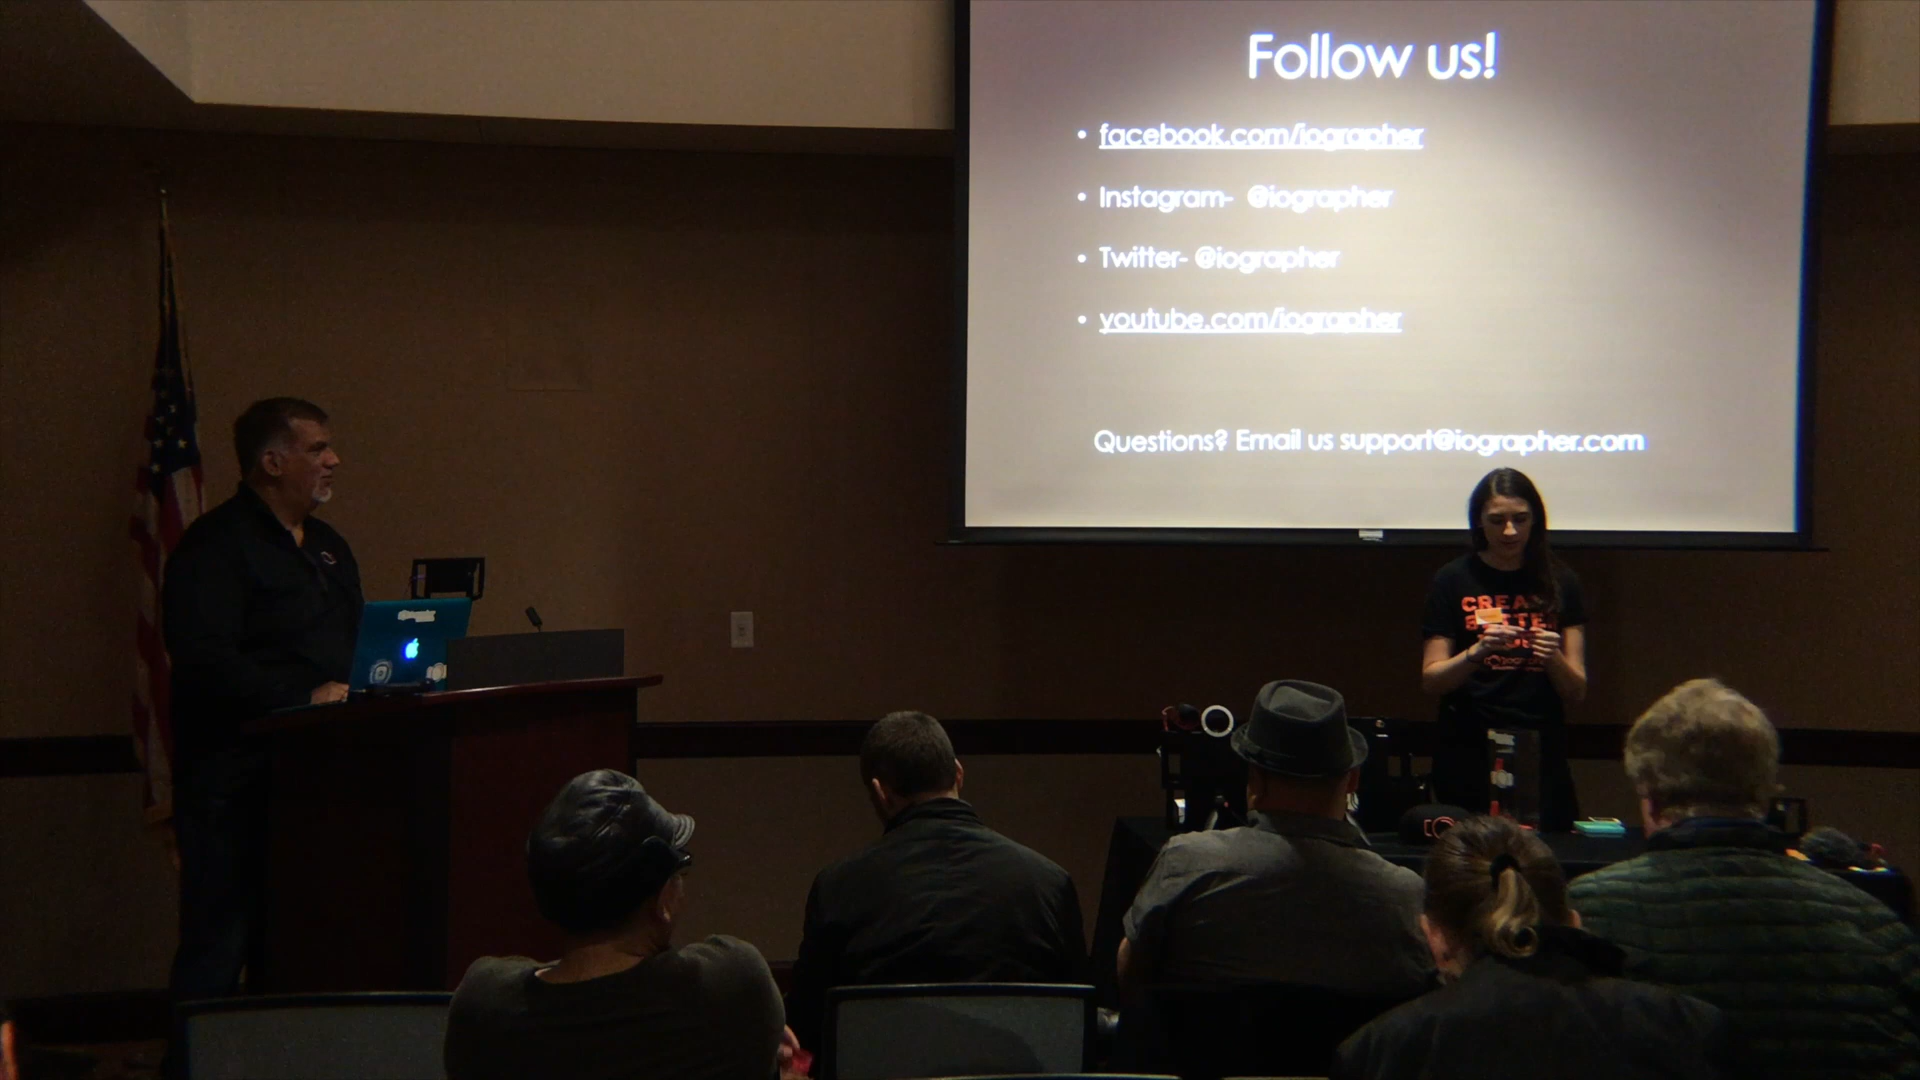 Follow us!
• facebook.com/iographer
• Instagram- @iographer
• Twitter- @iographer
• youtube.com/iographer
Questions? Email us support@iographer.com